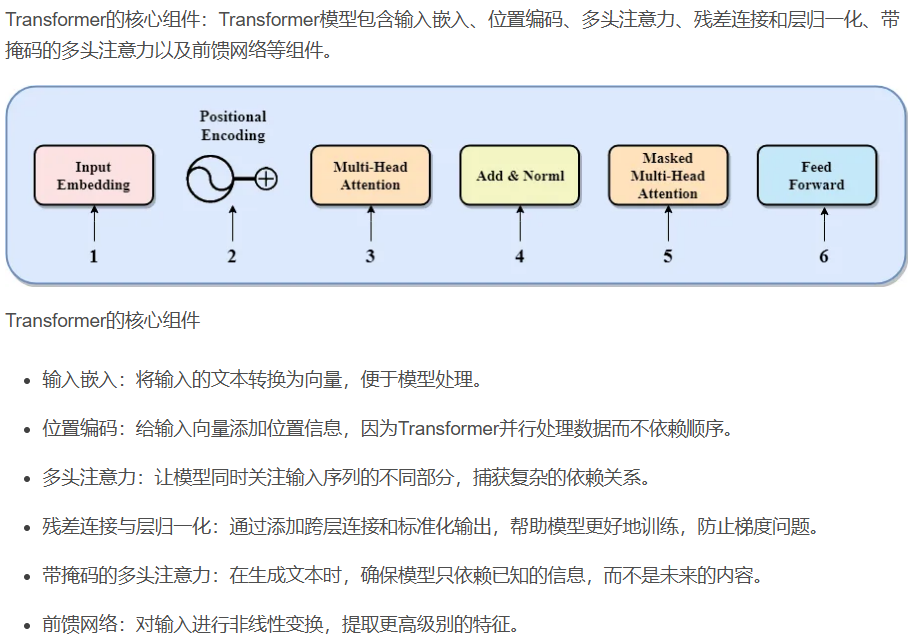 Transformer的核心组件：Transformer模型包含输入嵌入、位置编码、多头注意力、残差连接和层归一化、带
掩码的多头注意力以及前馈网络等组件。
Positional
Encoding
Input
Embedding
Multi-Head
Attention
Add & Norml
Masked
Multi-Head
Attention
Feed
Forward
1
2
3
4
5
6
Transformer的核心组件
• 输入嵌入：将输入的文本转换为向量，便于模型处理。
• 位置编码：给输入向量添加位置信息，因为Transformer并行处理数据而不依赖顺序。
• 多头注意力：让模型同时关注输入序列的不同部分，捕获复杂的依赖关系。
• 残差连接与层归一化：通过添加跨层连接和标准化输出，帮助模型更好地训练，防止梯度问题。
• 带掩码的多头注意力：在生成文本时，确保模型只依赖已知的信息，而不是未来的内容。
• 前馈网络：对输入进行非线性变换，提取更高级别的特征。